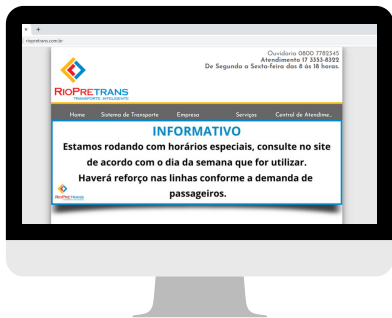 × +
riopretrans.com.br
Ouvidoria 0800 7782345
Atendimento 17 3353-8322
De Segunda a Sexta-feira das 8 às 18 horas.
RIOPRETRANS
TRANSPORTE INTELIGENTE
Home Sistema de Transporte Empresa Serviços Central de Atendime...
INFORMATIVO
Estamos rodando com horários especiais, consulte no site
de acordo com o dia da semana que for utilizar.
Haverá reforço nas linhas conforme a demanda de
passageiros.
RIOPRETRANS